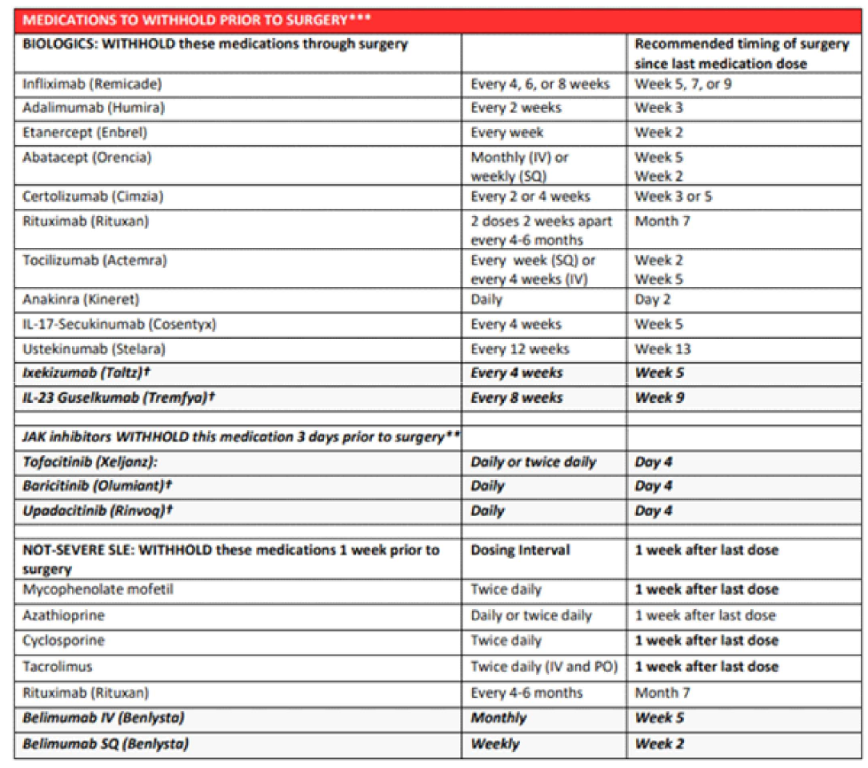 MEDICATIONS TO WITHHOLD PRIOR TO SURGERY***
BIOLOGICS: WITHHOLD these medications through surgery Recommended timing of surgery
since last medication dose
Infliximab (Remicade) Every 4, 6, or 8 weeks Week 5, 7, or 9
Adalimumab (Humira) Every 2 weeks Week 3
Etanercept (Enbrel) Every week Week 2
Abatacept (Orencia) Monthly (IV) or Week 5
weekly (SQ) Week 2
Certolizumab (Cimzia) Every 2 or 4 weeks Week 3 or 5
Rituximab (Rituxan) 2 doses 2 weeks apart Month 7
every 4-6 months
Tocilizumab (Actemra) Every week (SQ) or Week 2
every 4 weeks (IV) Week 5
Anakinra (Kineret) Daily Day 2
IL-17-Secukinumab (Cosentyx) Every 4 weeks Week 5
Ustekinumab (Stelara) Every 12 weeks Week 13
Ixekizumab (Taltz)† Every 4 weeks Week 5
IL-23 Guselkumab (Tremfya)† Every 8 weeks Week 9
JAK inhibitors WITHHOLD this medication 3 days prior to surgery**
Tofacitinib (Xeljanz): Daily or twice daily Day 4
Baricitinib (Olumiant)† Daily Day 4
Upadacitinib (Rinvoq)† Daily Day 4
NOT-SEVERE SLE: WITHHOLD these medications 1 week prior to Dosing Interval 1 week after last dose
surgery
Mycophenolate mofetil Twice daily 1 week after last dose
Azathioprine Daily or twice daily 1 week after last dose
Cyclosporine Twice daily 1 week after last dose
Tacrolimus Twice daily (IV and PO) 1 week after last dose
Rituximab (Rituxan) Every 4-6 months Month 7
Belimumab IV (Benlysta) Monthly Week 5
Belimumab SQ (Benlysta) Weekly Week 2